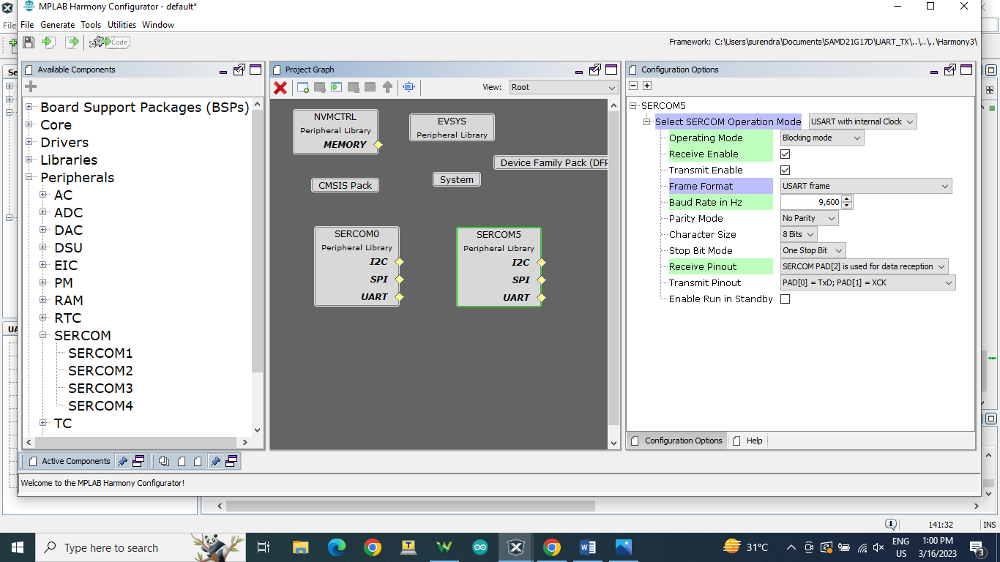 MPLAB Harmony Configurator - default*
File Generate Tools Utilities Window
Code
Framework: C:\Users\surendra\Documents\SAMD21G17D\UART_TX\..\..\..\Harmony3\
File
Se
UA
Available Components
Board Support Packages (BSPs)
Core
Drivers
Libraries
Peripherals
AC
ADC
DAC
DSU
EIC
PM
RAM
RTC
SERCOM
SERCOM1
SERCOM2
SERCOM3
SERCOM4
TC
Active Components
Project Graph
View: Root
NVMCTRL
Peripheral Library
MEMORY
EVSYS
Peripheral Library
Device Family Pack (DFP
System
CMSIS Pack
SERCOM0
Peripheral Library
I2C
SPI
UART
SERCOM5
Peripheral Library
I2C
SPI
UART
Configuration Options
SERCOM5
Select SERCOM Operation Mode USART with internal Clock
Operating Mode Blocking mode
Receive Enable
Transmit Enable
Frame Format USART frame
Baud Rate in Hz 9,600
Parity Mode No Parity
Character Size 8 Bits
Stop Bit Mode One Stop Bit
Receive Pinout SERCOM PAD[2] is used for data reception
Transmit Pinout PAD[0] = TxD; PAD[1] = XCK
Enable Run in Standby
Configuration Options Help
Welcome to the MPLAB Harmony Configurator!
1 141:32 INS
Type here to search
T
W
31°C
ENG
US
1:00 PM
3/16/2023
3